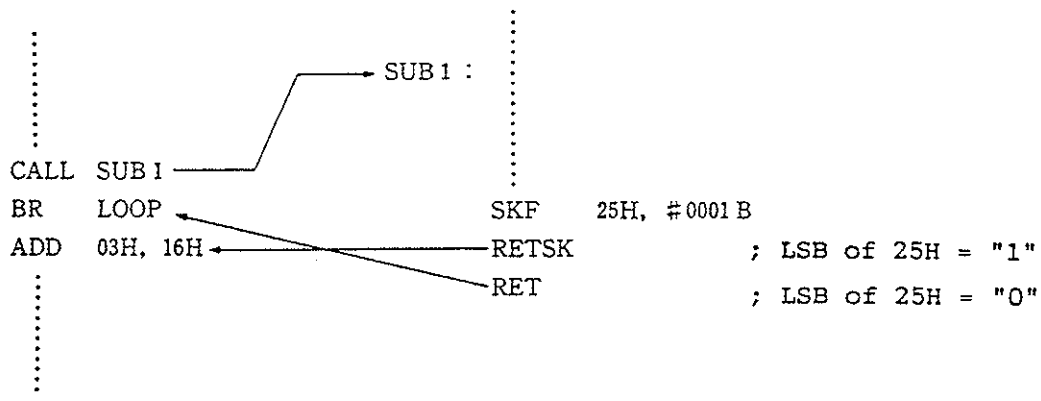 SUB1 :
CALL SUB1
BR LOOP SKF 25H, #0001B
ADD 03H, 16H RETSK ; LSB of 25H = "1"
RET ; LSB of 25H = "0"